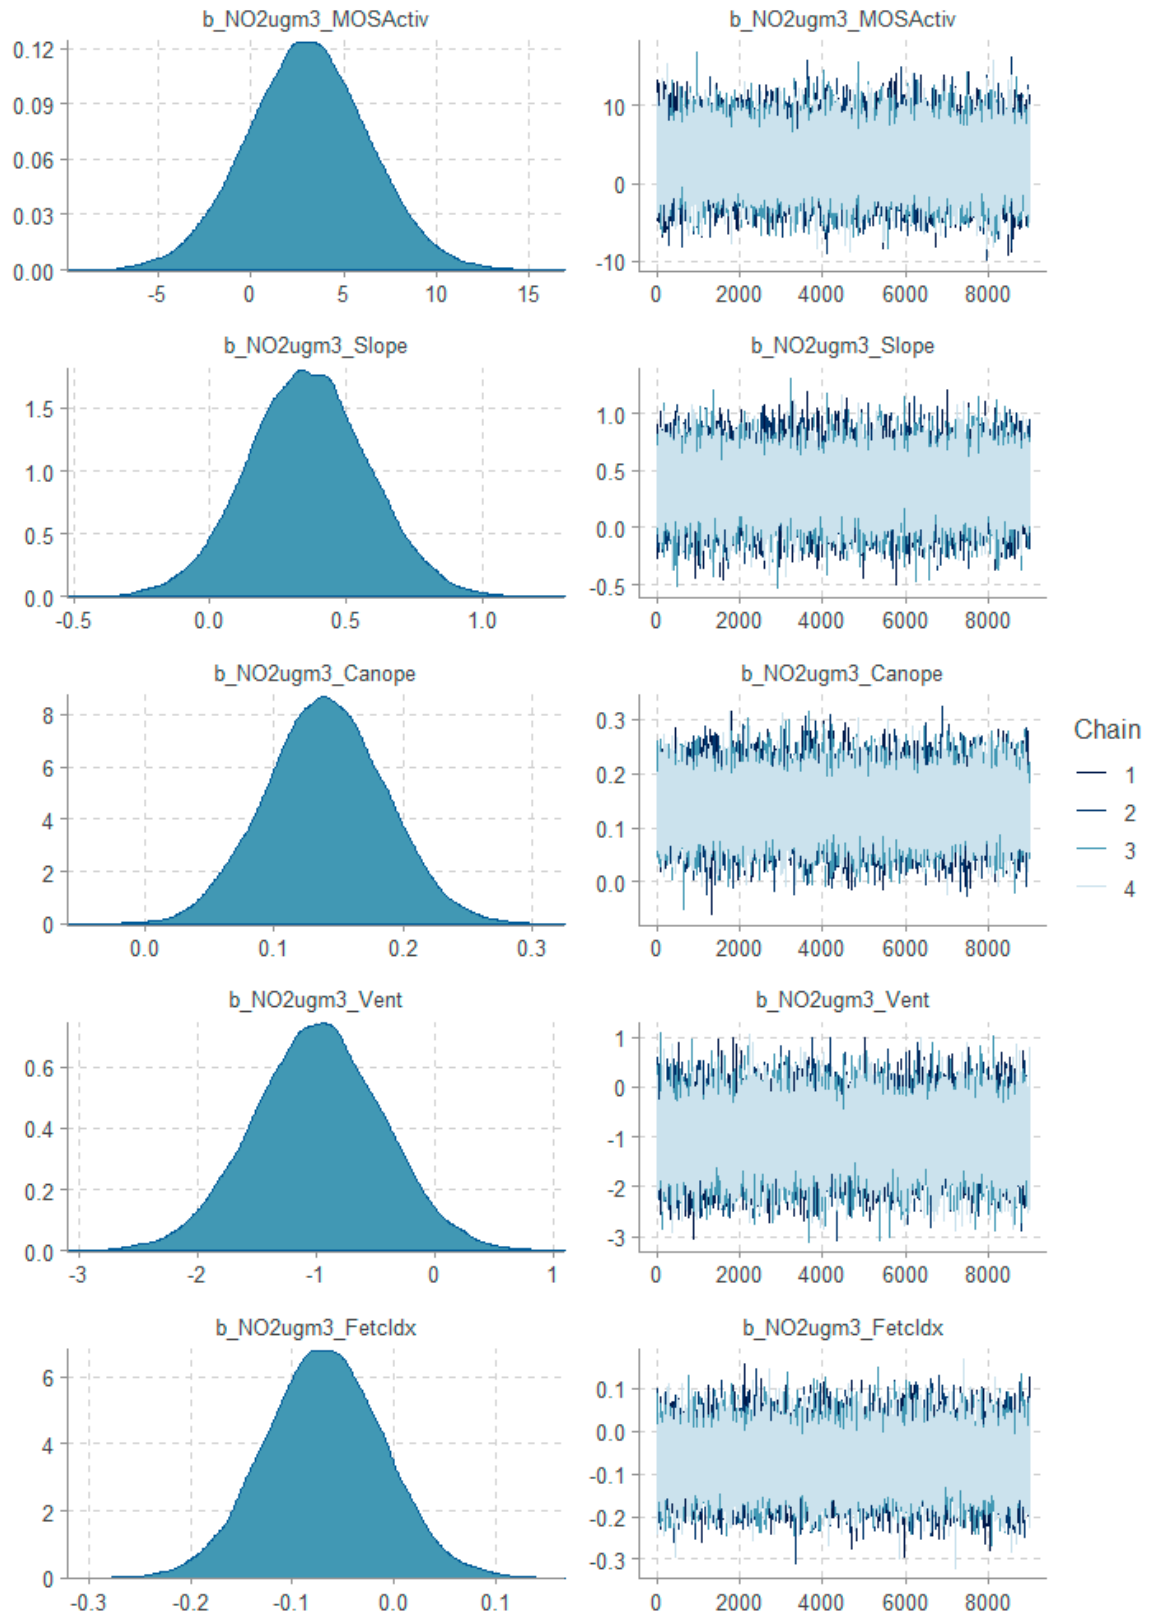 b_NO2ugm3_MOSActiv
b_NO2ugm3_MOSActiv
0.12
0.09
0.06
0.03
0.00
-5 0 5 10 15
10
0
-10
0 2000 4000 6000 8000
b_NO2ugm3_Slope
b_NO2ugm3_Slope
1.5
1.0
0.5
0.0
-0.5 0.0 0.5 1.0
1.0
0.5
0.0
-0.5
0 2000 4000 6000 8000
b_NO2ugm3_Canope
b_NO2ugm3_Canope
8
6
4
2
0
0.0 0.1 0.2 0.3
0.3
0.2
0.1
0.0
0 2000 4000 6000 8000
Chain
1
2
3
4
b_NO2ugm3_Vent
b_NO2ugm3_Vent
0.6
0.4
0.2
0.0
-3 -2 -1 0 1
1
0
-1
-2
-3
0 2000 4000 6000 8000
b_NO2ugm3_FetcIdx
b_NO2ugm3_FetcIdx
6
4
2
0
-0.3 -0.2 -0.1 0.0 0.1
0.1
0.0
-0.1
-0.2
-0.3
0 2000 4000 6000 8000